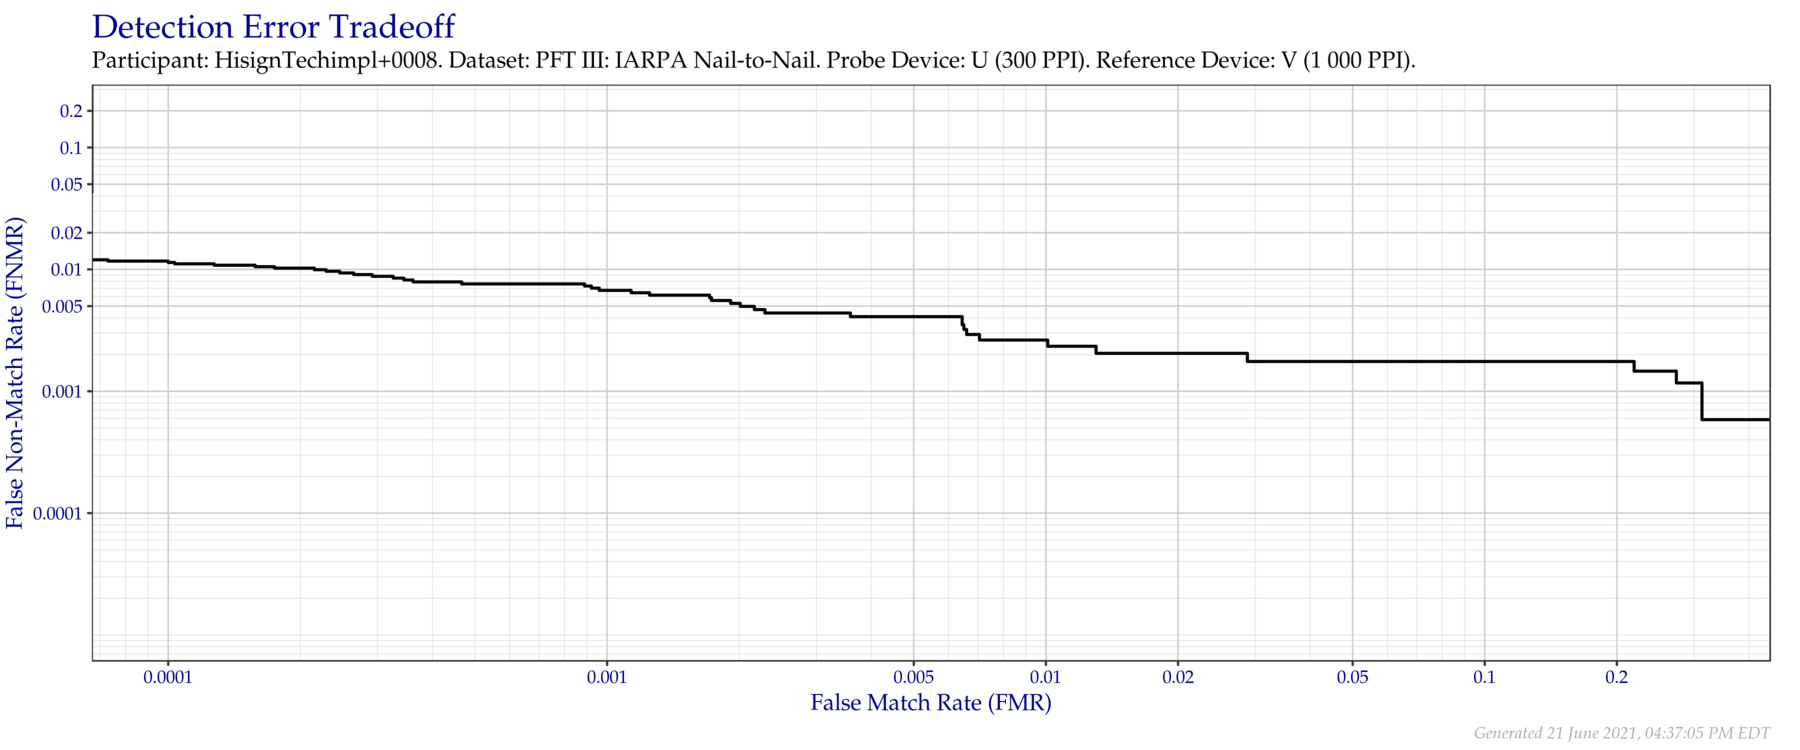 Detection Error Tradeoff
Participant: HisignTechimpl+0008. Dataset: PFT III: IARPA Nail-to-Nail. Probe Device: U (300 PPI). Reference Device: V (1 000 PPI).
False Non-Match Rate (FNMR)
0.2
0.1
0.05
0.02
0.01
0.005
0.001
0.0001
0.0001 0.001 0.005 0.01 0.02 0.05 0.1 0.2
False Match Rate (FMR)
Generated 21 June 2021, 04:37:05 PM EDT